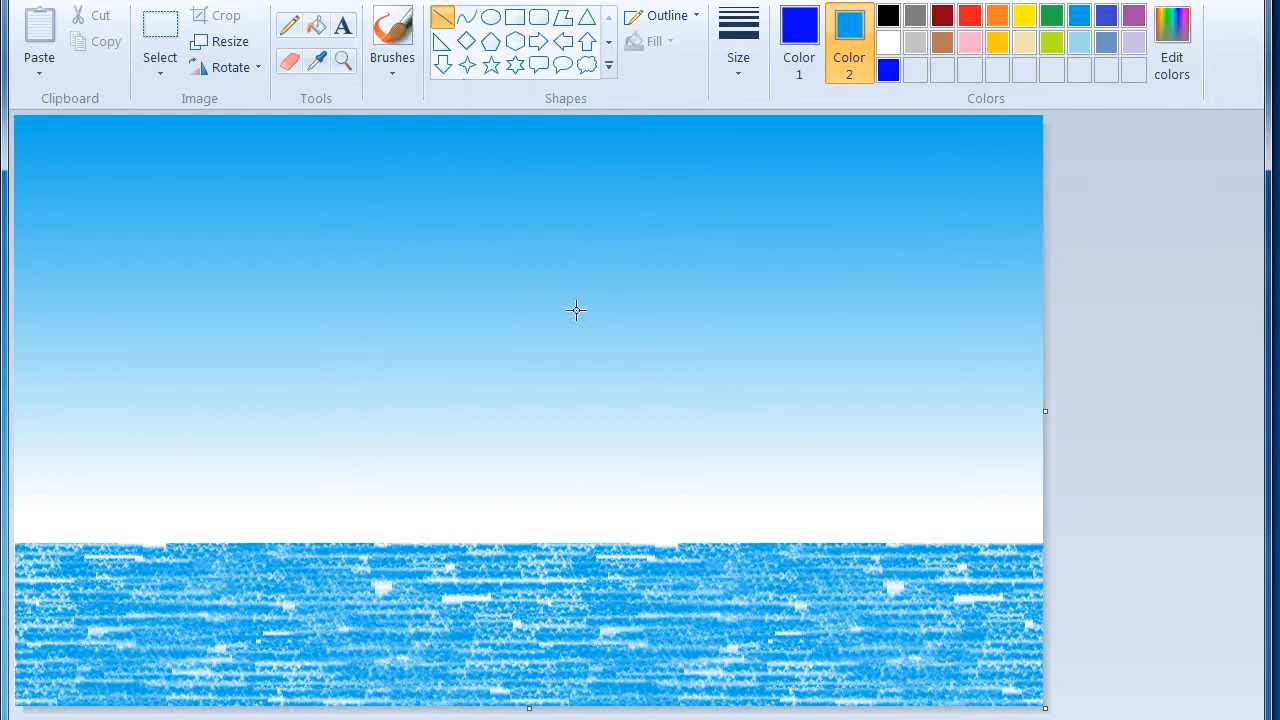 Cut
Crop
Outline
Copy
Resize
Fill
Paste
Select
Rotate
Brushes
Size
Color
1
Color
2
Edit
colors
A
Clipboard
Image
Tools
Shapes
Colors